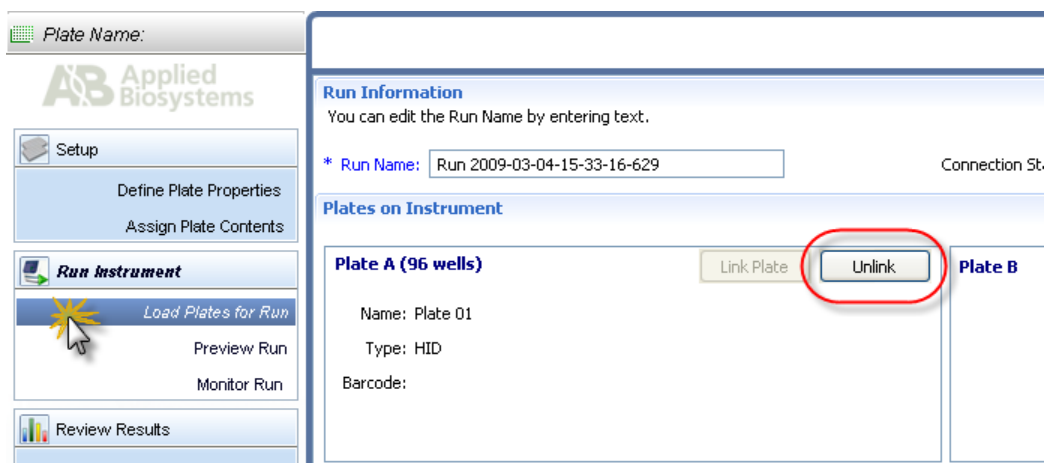 Plate Name:
AB Applied
Biosystems
Setup
Define Plate Properties
Assign Plate Contents
Run Instrument
Load Plates for Run
Preview Run
Monitor Run
Review Results
Run Information
You can edit the Run Name by entering text.
* Run Name: Run 2009-03-04-15-33-16-629
Connection Sta
Plates on Instrument
Plate A (96 wells) Link Plate Unlink
Name: Plate 01
Type: HID
Barcode:
Plate B